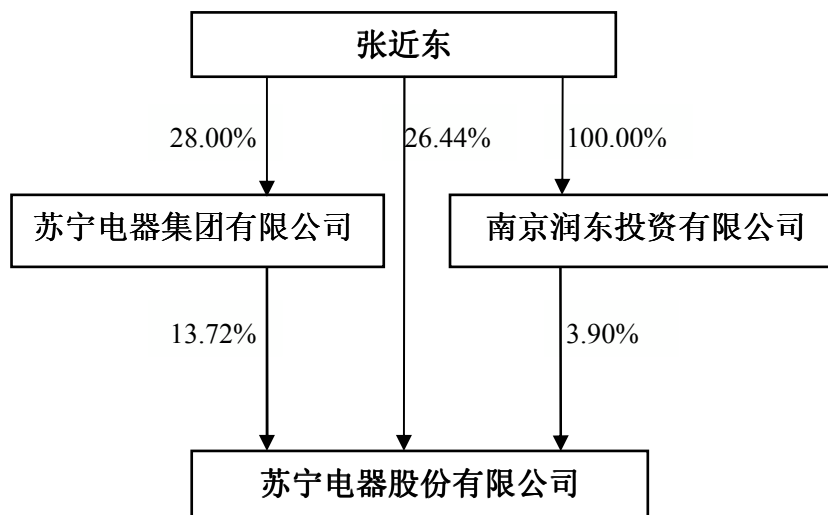 张近东
28.00%
26.44%
100.00%
苏宁电器集团有限公司
南京润东投资有限公司
13.72%
3.90%
苏宁电器股份有限公司